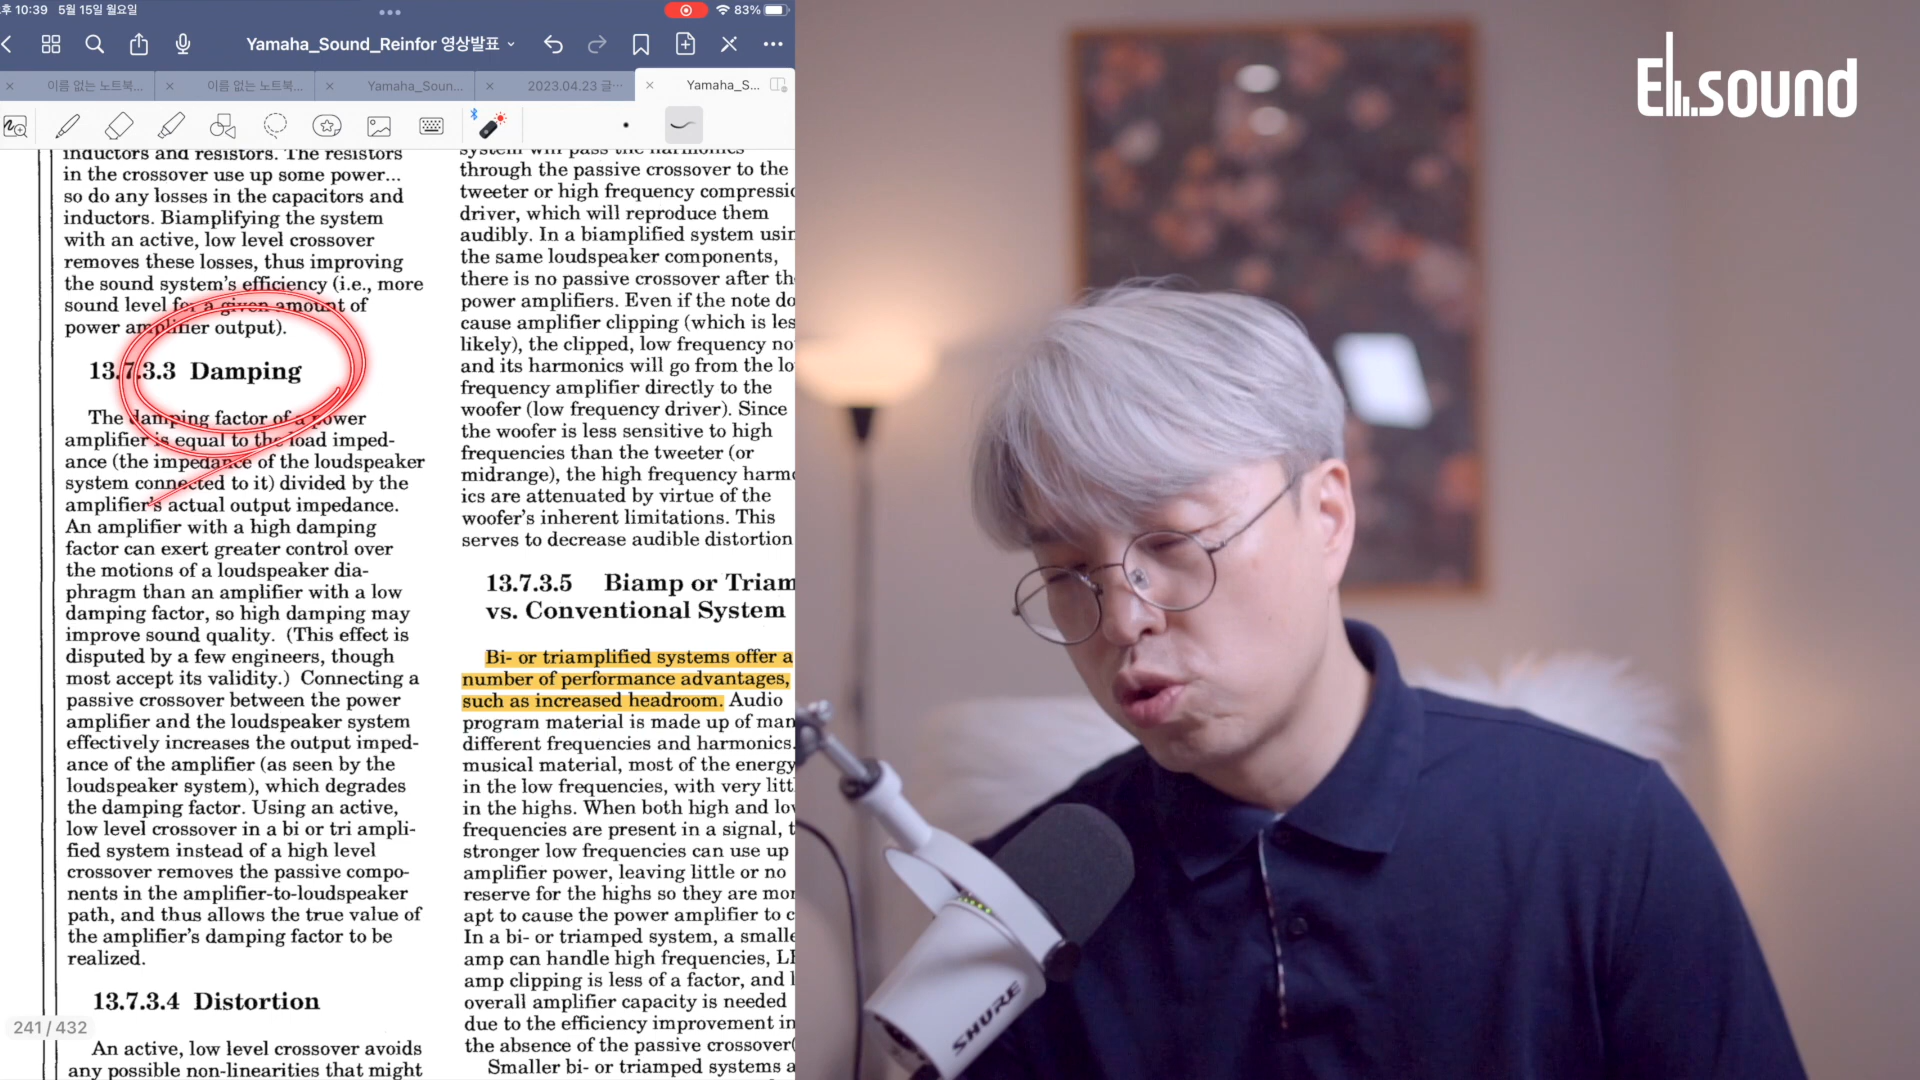 후 10:39 5월 15일 월요일
83%
Yamaha_Sound_Reinfor 영상발표
이름 없는 노트북...
이름 없는 노트북...
Yamaha_Soun...
2023.04.23 글...
Yamaha_S...
inductors and resistors. The resistors
in the crossover use up some power...
so do any losses in the capacitors and
inductors. Biamplifying the system
with an active, low level crossover
removes these losses, thus improving
the sound system's efficiency (i.e., more
sound level for a given amount of
power amplifier output).
13.7.3.3 Damping
The damping factor of a power
amplifier is equal to the load imped-
ance (the impedance of the loudspeaker
system connected to it) divided by the
amplifier's actual output impedance.
An amplifier with a high damping
factor can exert greater control over
the motions of a loudspeaker dia-
phragm than an amplifier with a low
damping factor, so high damping may
improve sound quality. (This effect is
disputed by a few engineers, though
most accept its validity.) Connecting a
passive crossover between the power
amplifier and the loudspeaker system
effectively increases the output imped-
ance of the amplifier (as seen by the
loudspeaker system), which degrades
the damping factor. Using an active,
low level crossover in a bi or tri ampli-
fied system instead of a high level
crossover removes the passive compo-
nents in the amplifier-to-loudspeaker
path, and thus allows the true value of
the amplifier's damping factor to be
realized.
13.7.3.4 Distortion
241 / 432
An active, low level crossover avoids
any possible non-linearities that might
system will pass the harmonics
through the passive crossover to the
tweeter or high frequency compressio
driver, which will reproduce them
audibly. In a biamplified system usin
the same loudspeaker components,
there is no passive crossover after th
power amplifiers. Even if the note do
cause amplifier clipping (which is les
likely), the clipped, low frequency no
and its harmonics will go from the lo
frequency amplifier directly to the
woofer (low frequency driver). Since
the woofer is less sensitive to high
frequencies than the tweeter (or
midrange), the high frequency harmo
ics are attenuated by virtue of the
woofer's inherent limitations. This
serves to decrease audible distortion
13.7.3.5 Biamp or Triam
vs. Conventional System
Bi- or triamplified systems offer a
number of performance advantages,
such as increased headroom. Audio
program material is made up of man
different frequencies and harmonics.
musical material, most of the energy
in the low frequencies, with very litt
in the highs. When both high and lo
frequencies are present in a signal, t
stronger low frequencies can use up
amplifier power, leaving little or no
reserve for the highs so they are mor
apt to cause the power amplifier to c
In a bi- or triamped system, a smalle
amp can handle high frequencies, LF
amp clipping is less of a factor, and l
overall amplifier capacity is needed
due to the efficiency improvement in
the absence of the passive crossover(
Smaller bi- or triamped systems a
El.sound
SHURE